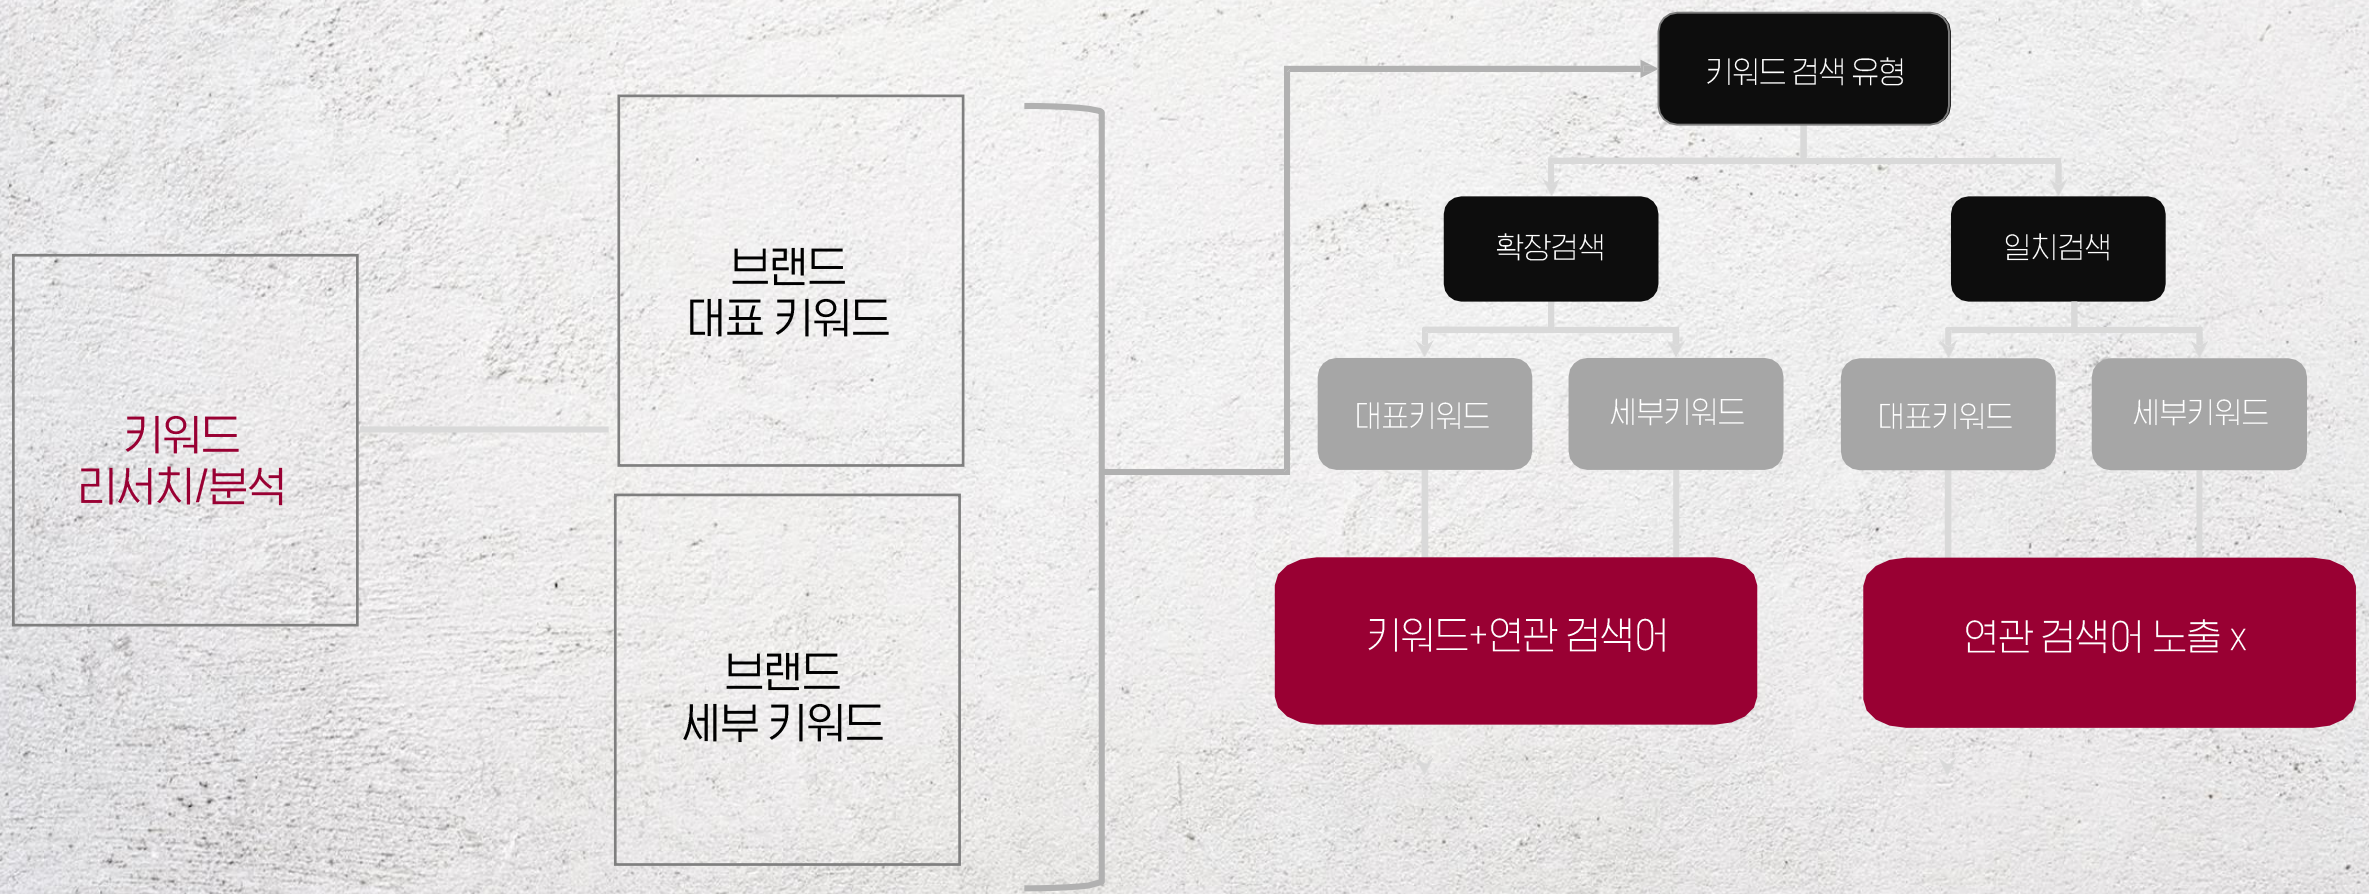 키워드
리서치/분석
브랜드
대표 키워드
브랜드
세부 키워드
키워드 검색 유형
확장검색
일치검색
대표키워드
세부키워드
대표키워드
세부키워드
키워드+연관 검색어
연관 검색어 노출 x